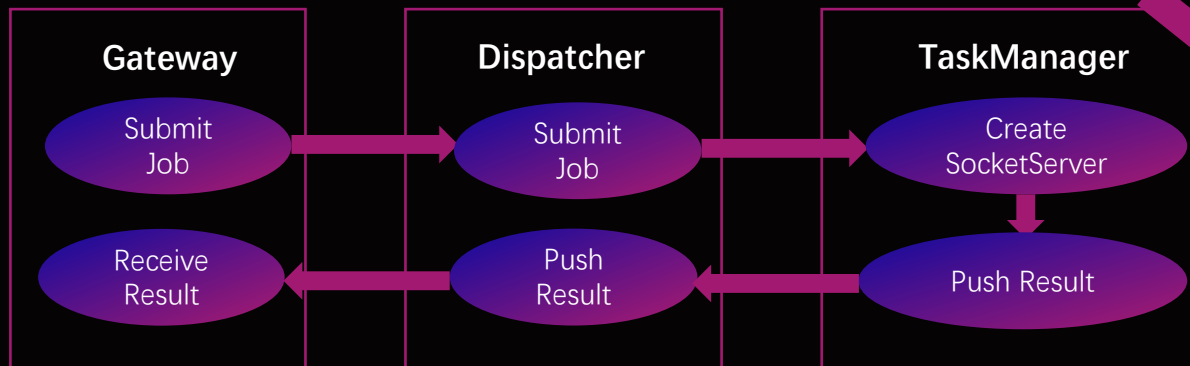 Gateway
Dispatcher
TaskManager
Submit
Job
Submit
Job
Create
SocketServer
Receive
Result
Push
Result
Push Result